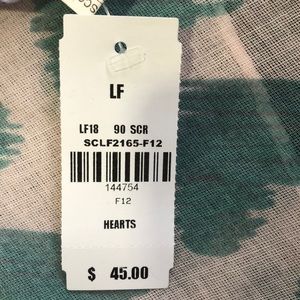 LF
LF18 90 SCR
SCLF2165-F12
144754
F12
HEARTS
$ 45.00